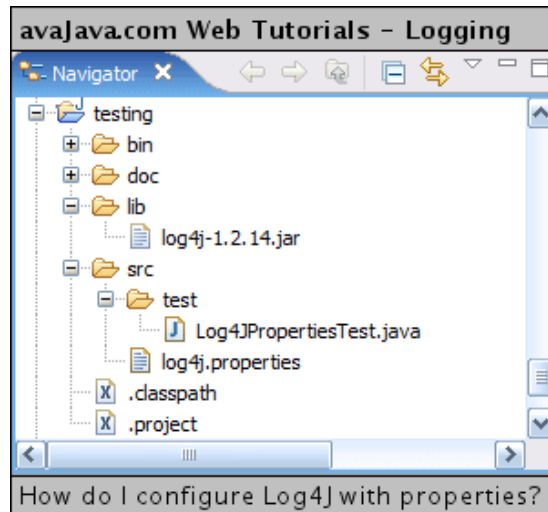 avaJava.com Web Tutorials - Logging
Navigator
testing
bin
doc
lib
log4j-1.2.14.jar
src
test
Log4JPropertiesTest.java
log4j.properties
.classpath
.project
How do I configure Log4J with properties?